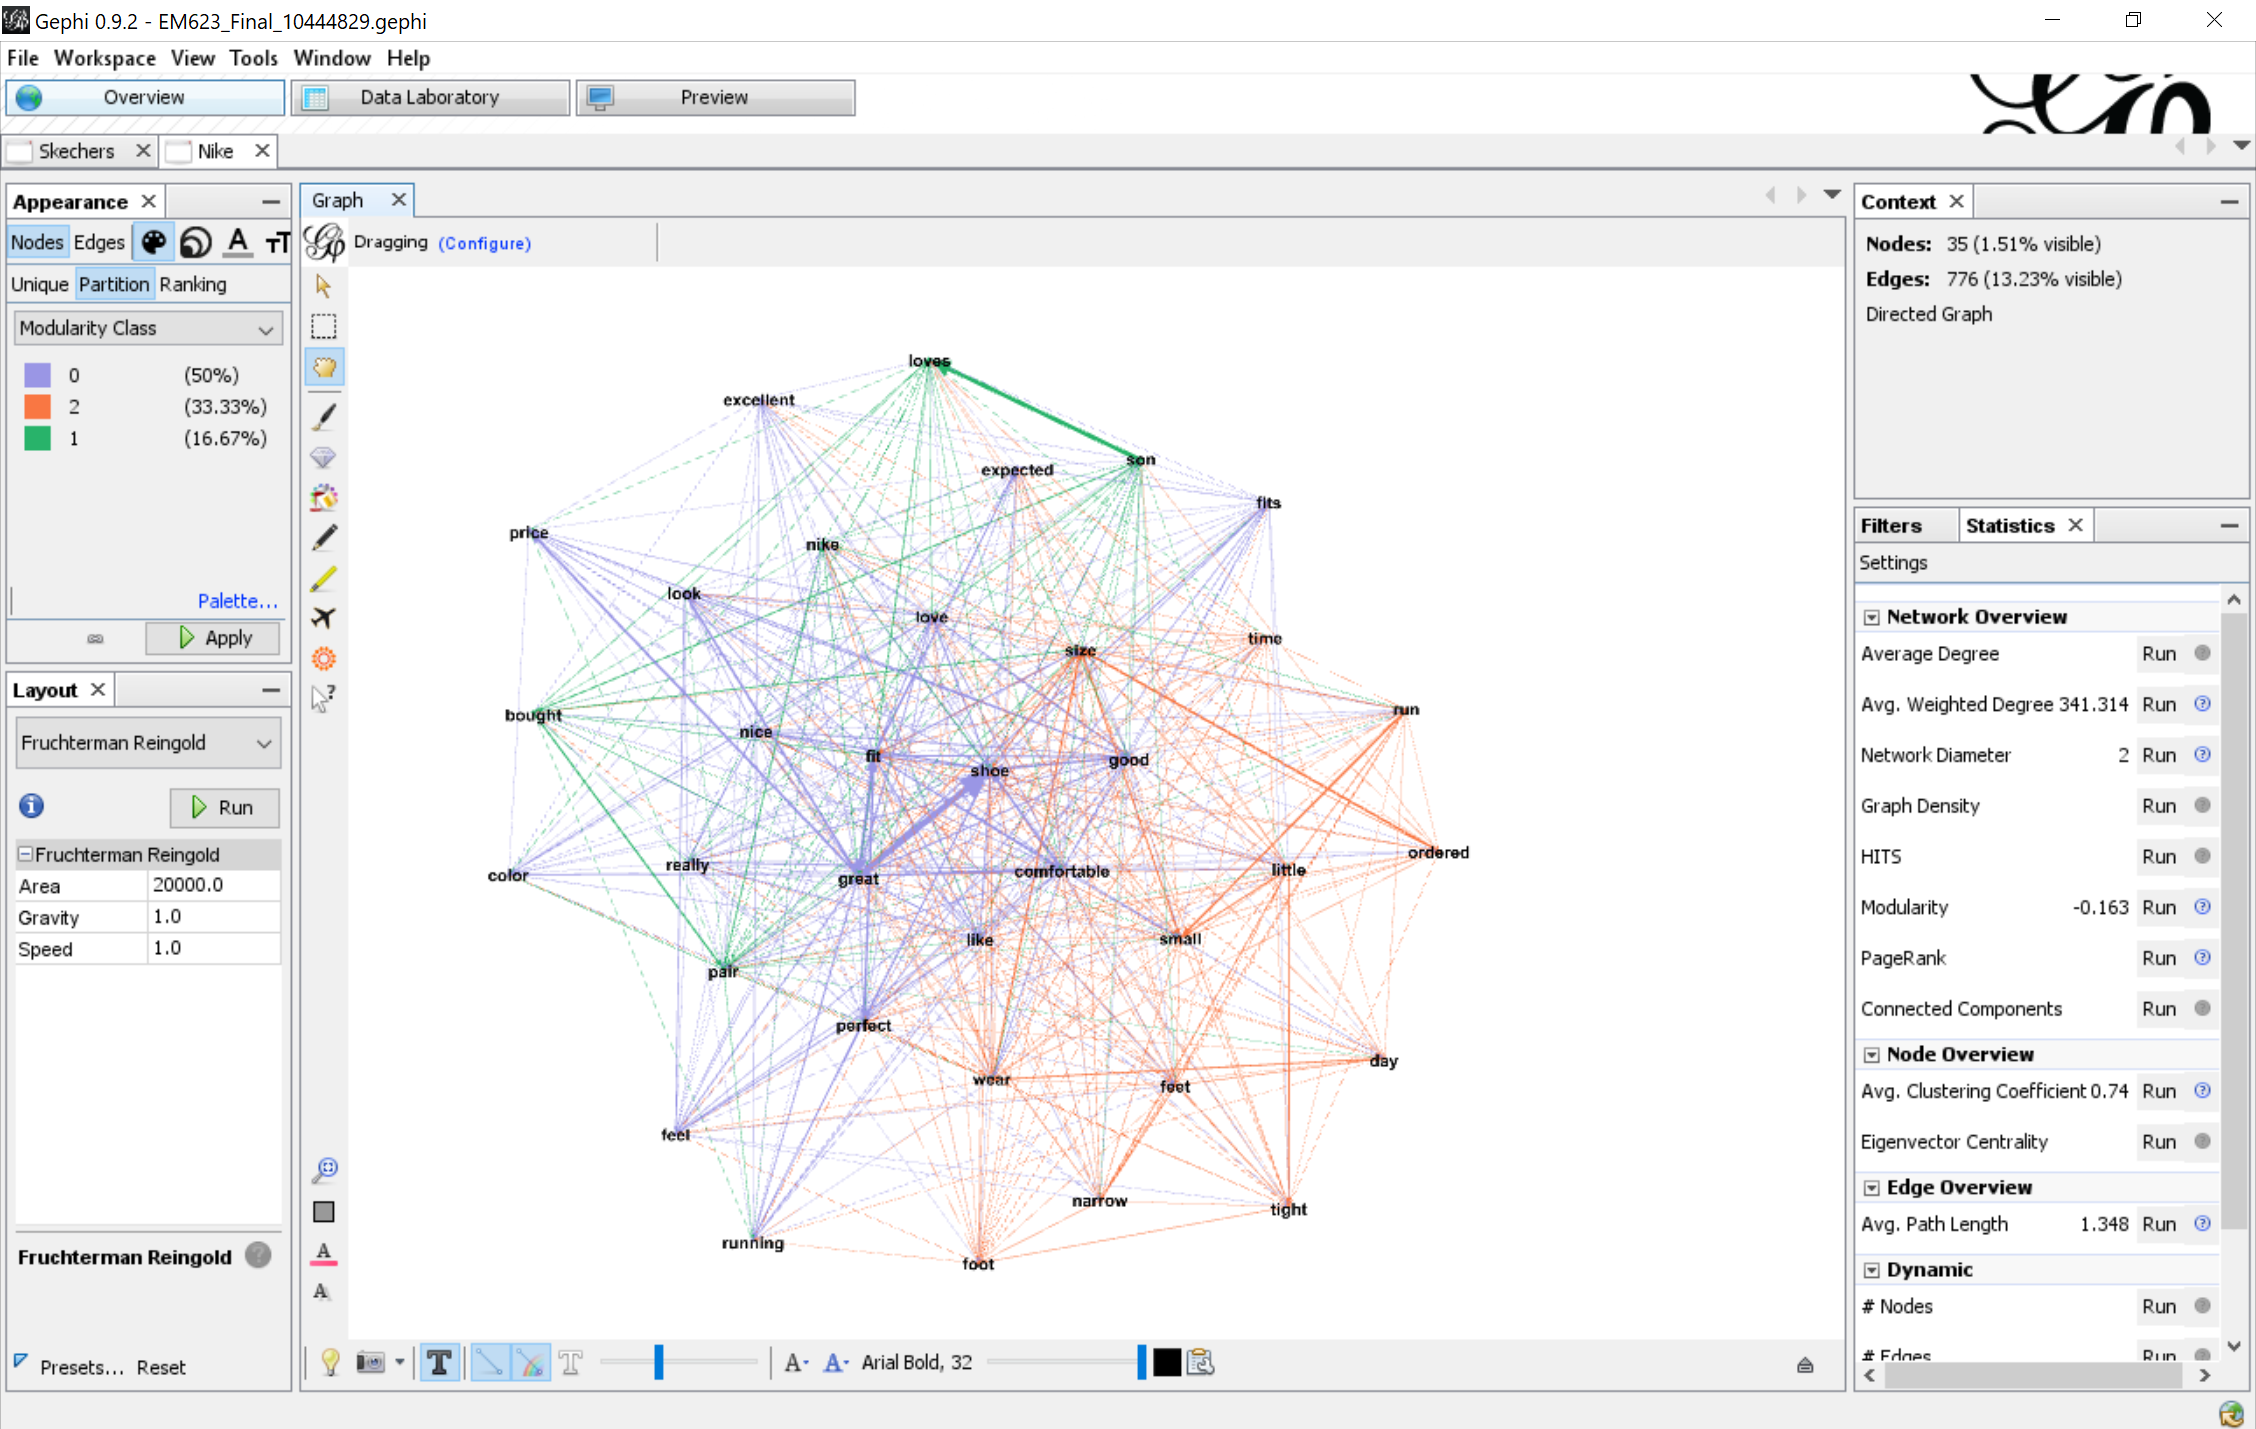 Gephi 0.9.2 - EM623_Final_10444829.gephi
File Workspace View Tools Window Help
Overview Data Laboratory Preview
Skechers Nike
Appearance
Nodes Edges A TT
Unique Partition Ranking
Modularity Class
0 (50%)
2 (33.33%)
1 (16.67%)
Palette...
Apply
Layout
Fruchterman Reingold
Run
Fruchterman Reingold
Area 20000.0
Gravity 1.0
Speed 1.0
Fruchterman Reingold
Presets... Reset
Graph
Dragging (Configure)
loves
excellent
son
expected
fits
price
nike
look
love
time
size
run
bought
nice
fit
good
shoe
ordered
really
little
comfortable
color
great
like
small
pair
perfect
day
wear
feet
feel
narrow
tight
running
foot
T T A- A- Arial Bold, 32
Context
Nodes: 35 (1.51% visible)
Edges: 776 (13.23% visible)
Directed Graph
Filters Statistics
Settings
Network Overview
Average Degree Run
Avg. Weighted Degree 341.314 Run
Network Diameter 2 Run
Graph Density Run
HITS Run
Modularity -0.163 Run
PageRank Run
Connected Components Run
Node Overview
Avg. Clustering Coefficient 0.74 Run
Eigenvector Centrality Run
Edge Overview
Avg. Path Length 1.348 Run
Dynamic
# Nodes Run
# Edges Run